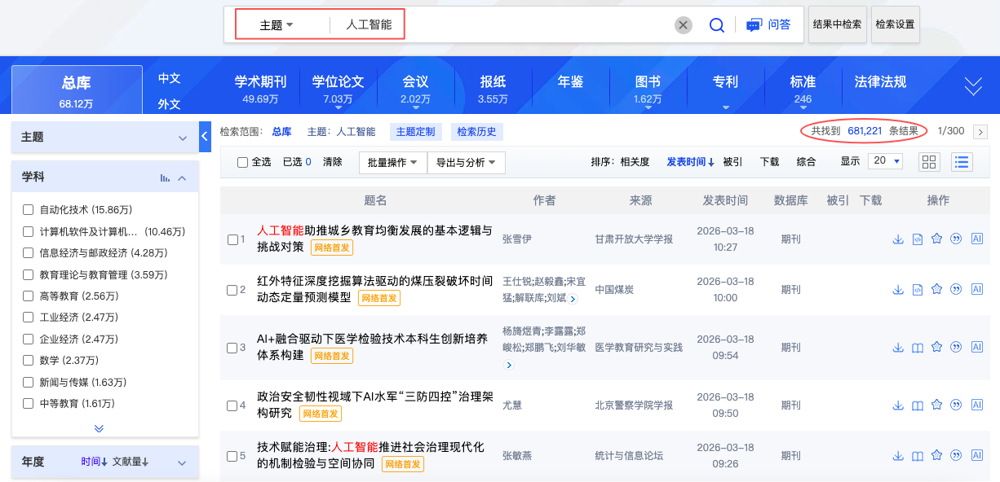 主题 人工智能 问答 结果中检索 检索设置
总库 中文 学术期刊 学位论文 会议 报纸 年鉴 图书 专利 标准 法律法规
68.12万 外文 49.69万 7.03万 2.02万 3.55万 1.62万 246
主题
检索范围: 总库 主题: 人工智能 主题定制 检索历史 共找到 681,221 条结果 1/300
全选 已选 0 清除 批量操作 导出与分析 排序: 相关度 发表时间↓ 被引 下载 综合 显示 20
学科
自动化技术 (15.86万)
计算机软件及计算机... (10.46万)
信息经济与邮政经济 (4.28万)
教育理论与教育管理 (3.59万)
高等教育 (2.56万)
工业经济 (2.47万)
企业经济 (2.47万)
数学 (2.37万)
新闻与传媒 (1.63万)
中等教育 (1.61万)
年度 时间↓ 文献量↓
题名 作者 来源 发表时间 数据库 被引 下载 操作
1 人工智能助推城乡教育均衡发展的基本逻辑与
挑战对策 网络首发
张雪伊 甘肃开放大学学报 2026-03-18
10:27
期刊 AI
2 红外特征深度挖掘算法驱动的煤压裂破坏时间
动态定量预测模型 网络首发
王仕锐;赵毅鑫;宋宜
猛;解联库;刘斌
中国煤炭 2026-03-18
10:00
期刊 AI
3 AI+融合驱动下医学检验技术本科生创新培养
体系构建 网络首发
杨旖煜青;李露露;郑
峻松;郑鹏飞;刘华敏
医学教育研究与实践 2026-03-18
09:54
期刊 AI
4 政治安全韧性视域下AI水军“三防四控”治理架
构研究 网络首发
尤慧 北京警察学院学报 2026-03-18
09:50
期刊 AI
5 技术赋能治理:人工智能推进社会治理现代化
的机制检验与空间协同 网络首发
张敏燕 统计与信息论坛 2026-03-18
09:26
期刊 AI